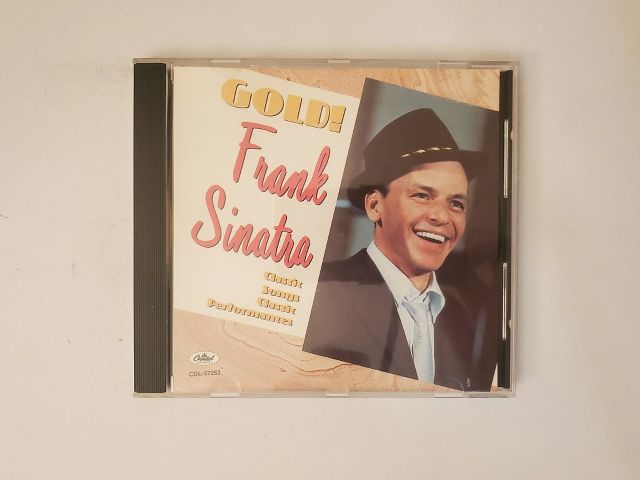 GOLD!
Frank
Sinatra
Classic
Songs
Classic
Performances
Capitol
CDL-57252